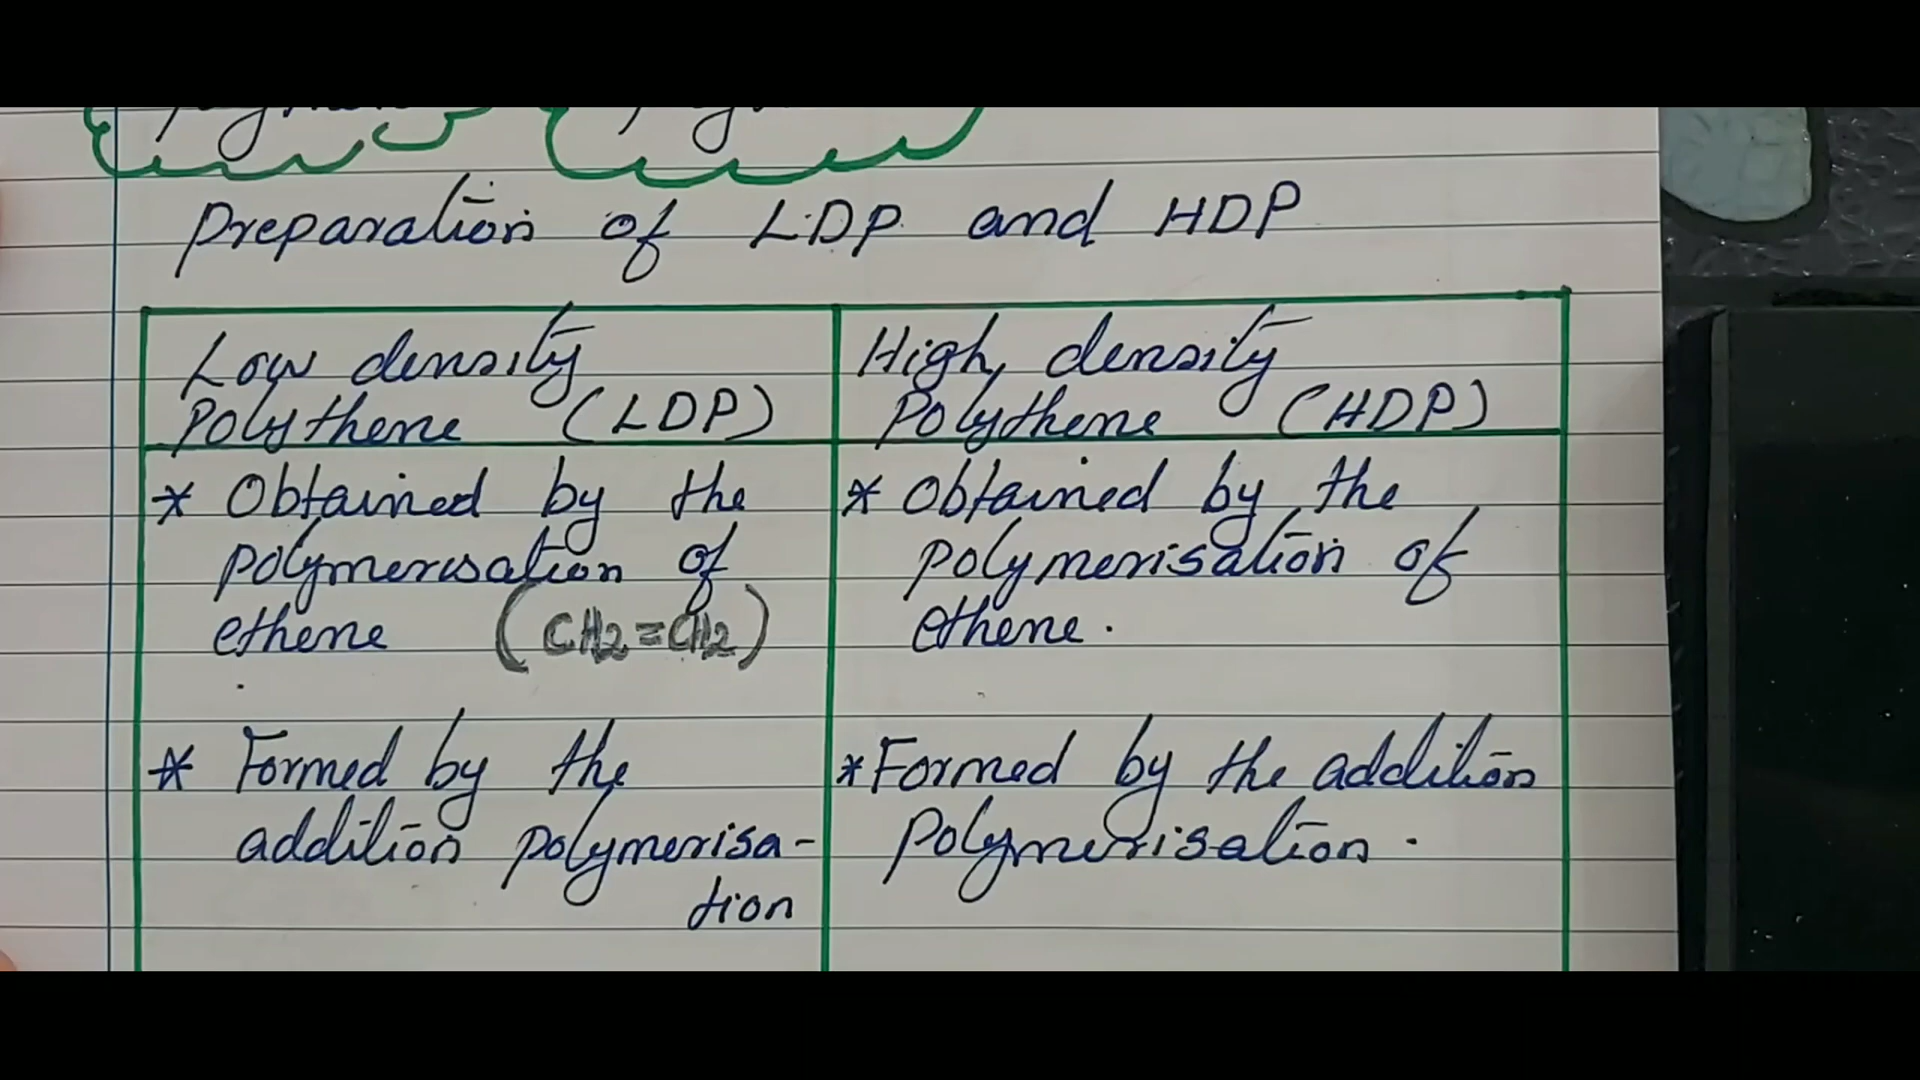 Preparation of LDP and HDP
Low density
Polythene (LDP)
High density
Polythene (HDP)
* Obtained by the
polymerisation of
ethene (CH2=CH2)
* Obtained by the
polymerisation of
ethene.
* Formed by the
addition polymerisa-
tion
* Formed by the addition
polymerisation.